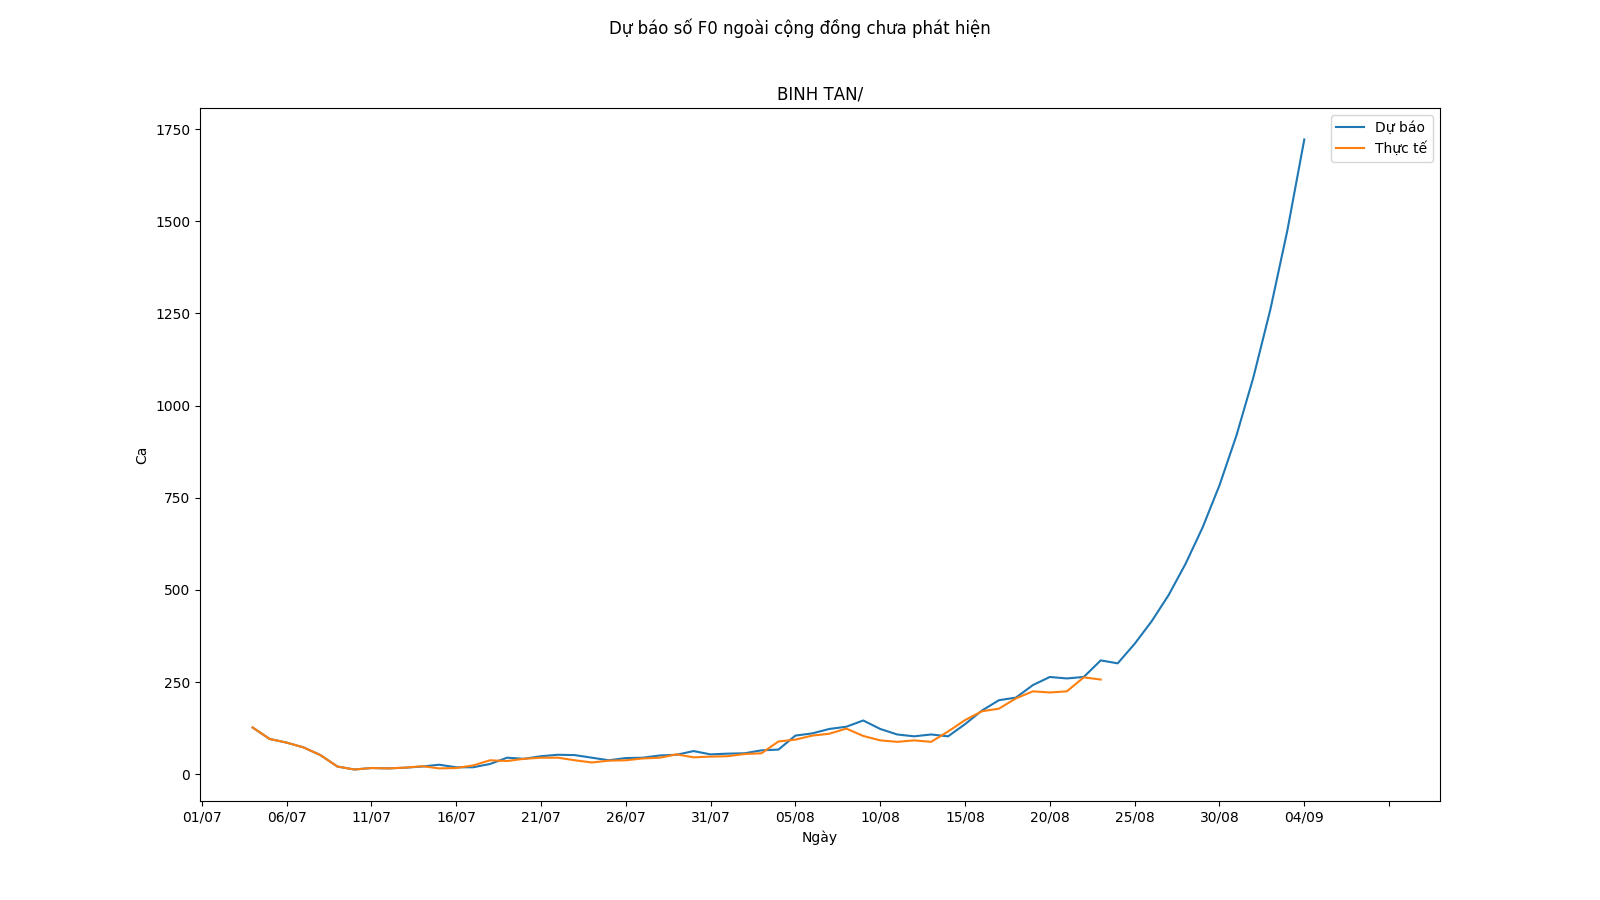 Dự báo số F0 ngoài cộng đồng chưa phát hiện
BINH TAN/
1750
1500
1250
1000
750
500
250
0
Ca
Dự báo
Thực tế
01/07 06/07 11/07 16/07 21/07 26/07 31/07 05/08 10/08 15/08 20/08 25/08 30/08 04/09
Ngày